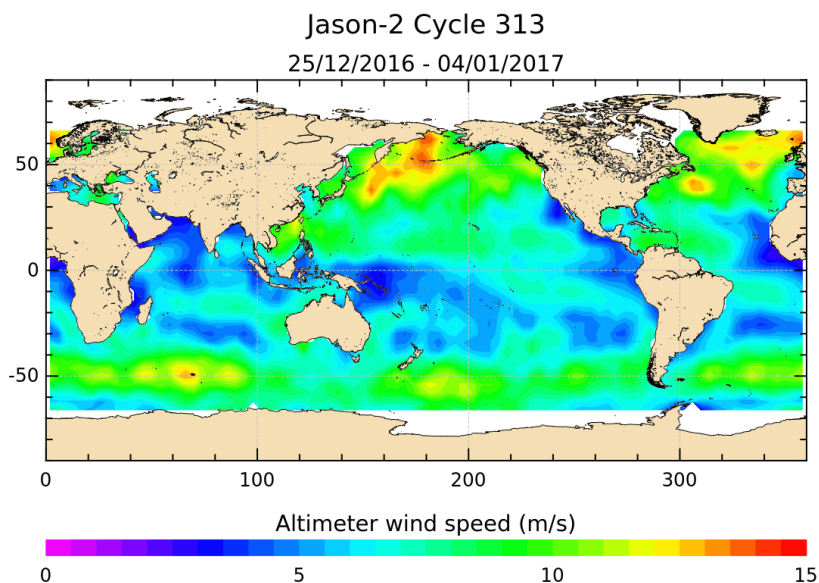 Jason-2 Cycle 313
25/12/2016 - 04/01/2017
50
0
-50
0 100 200 300
Altimeter wind speed (m/s)
0 5 10 15